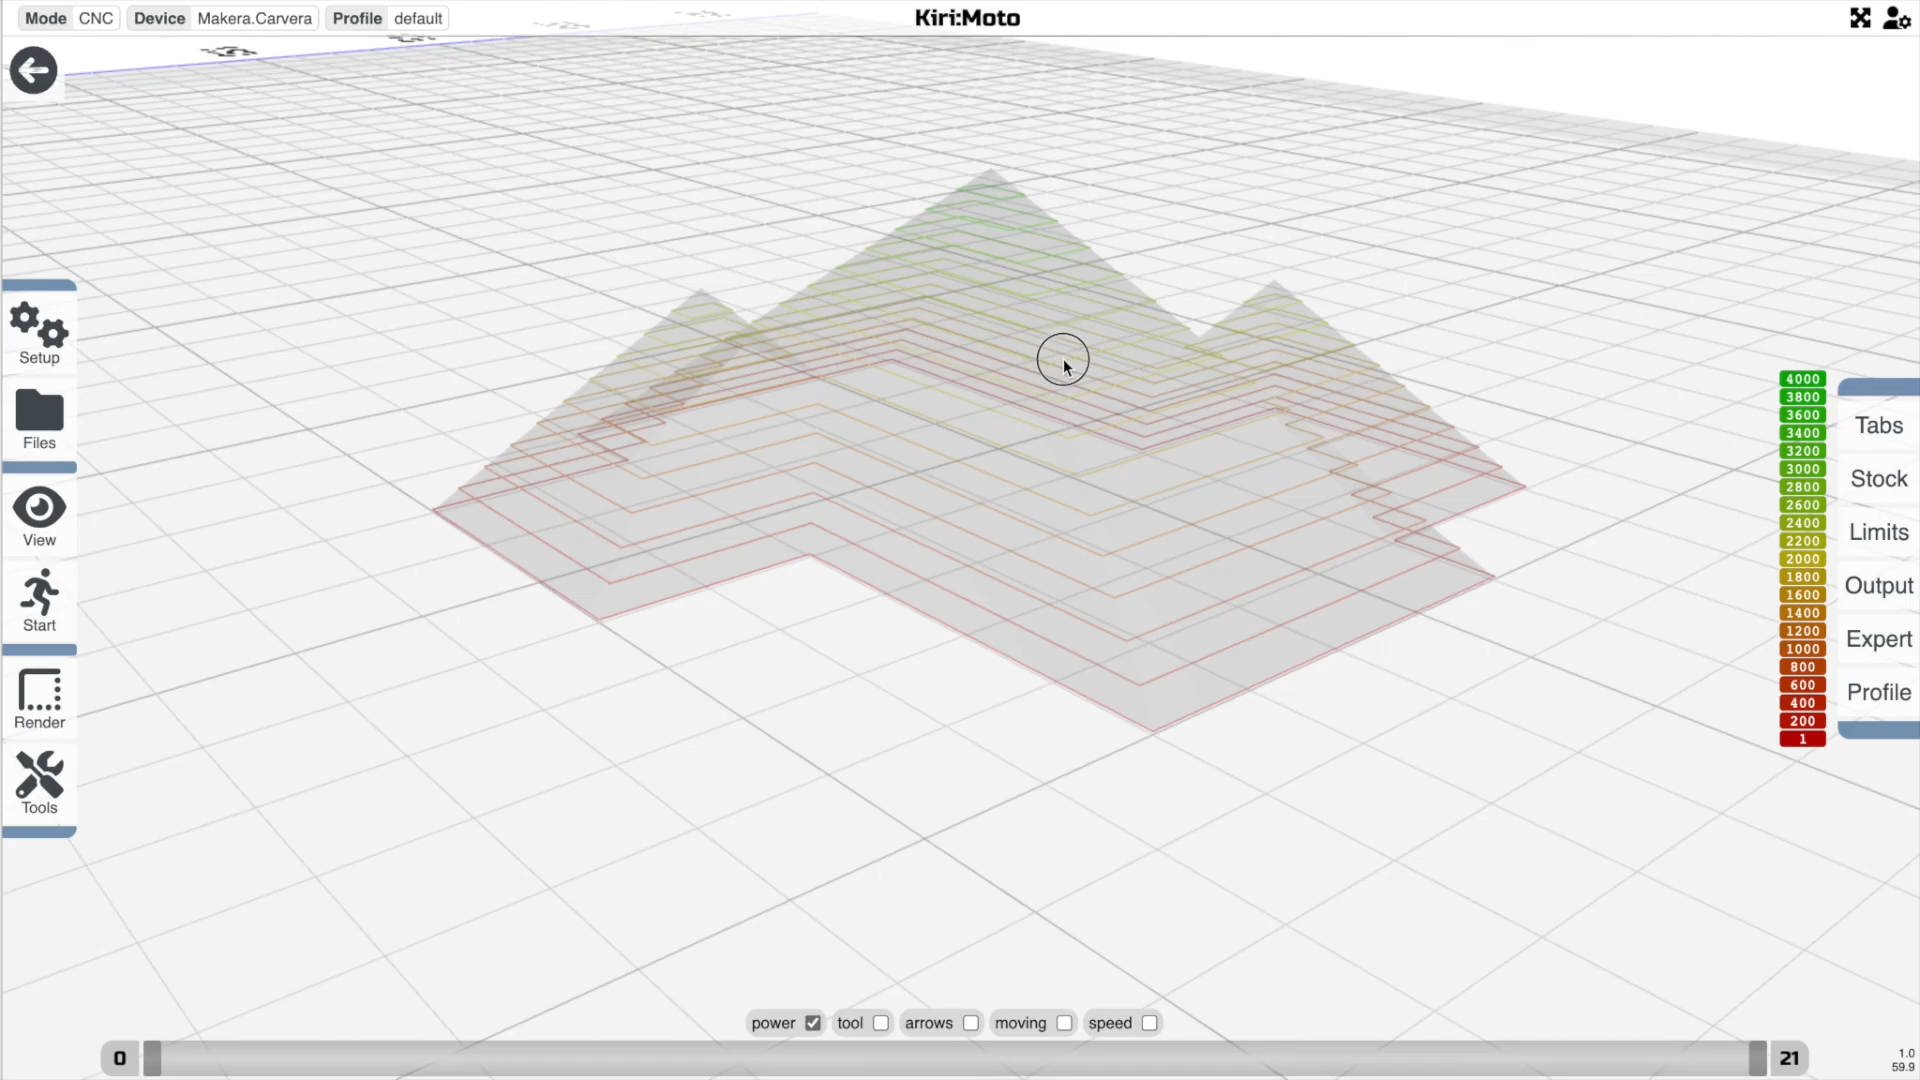 Mode CNC Device Makera.Carvera Profile default
Kiri:Moto
Setup
Files
View
Start
Render
Tools
4000
3800
3600
3400
3200
3000
2800
2600
2400
2200
2000
1800
1600
1400
1200
1000
800
600
400
200
1
Tabs
Stock
Limits
Output
Expert
Profile
power tool arrows moving speed
0
21
1.0
59.9